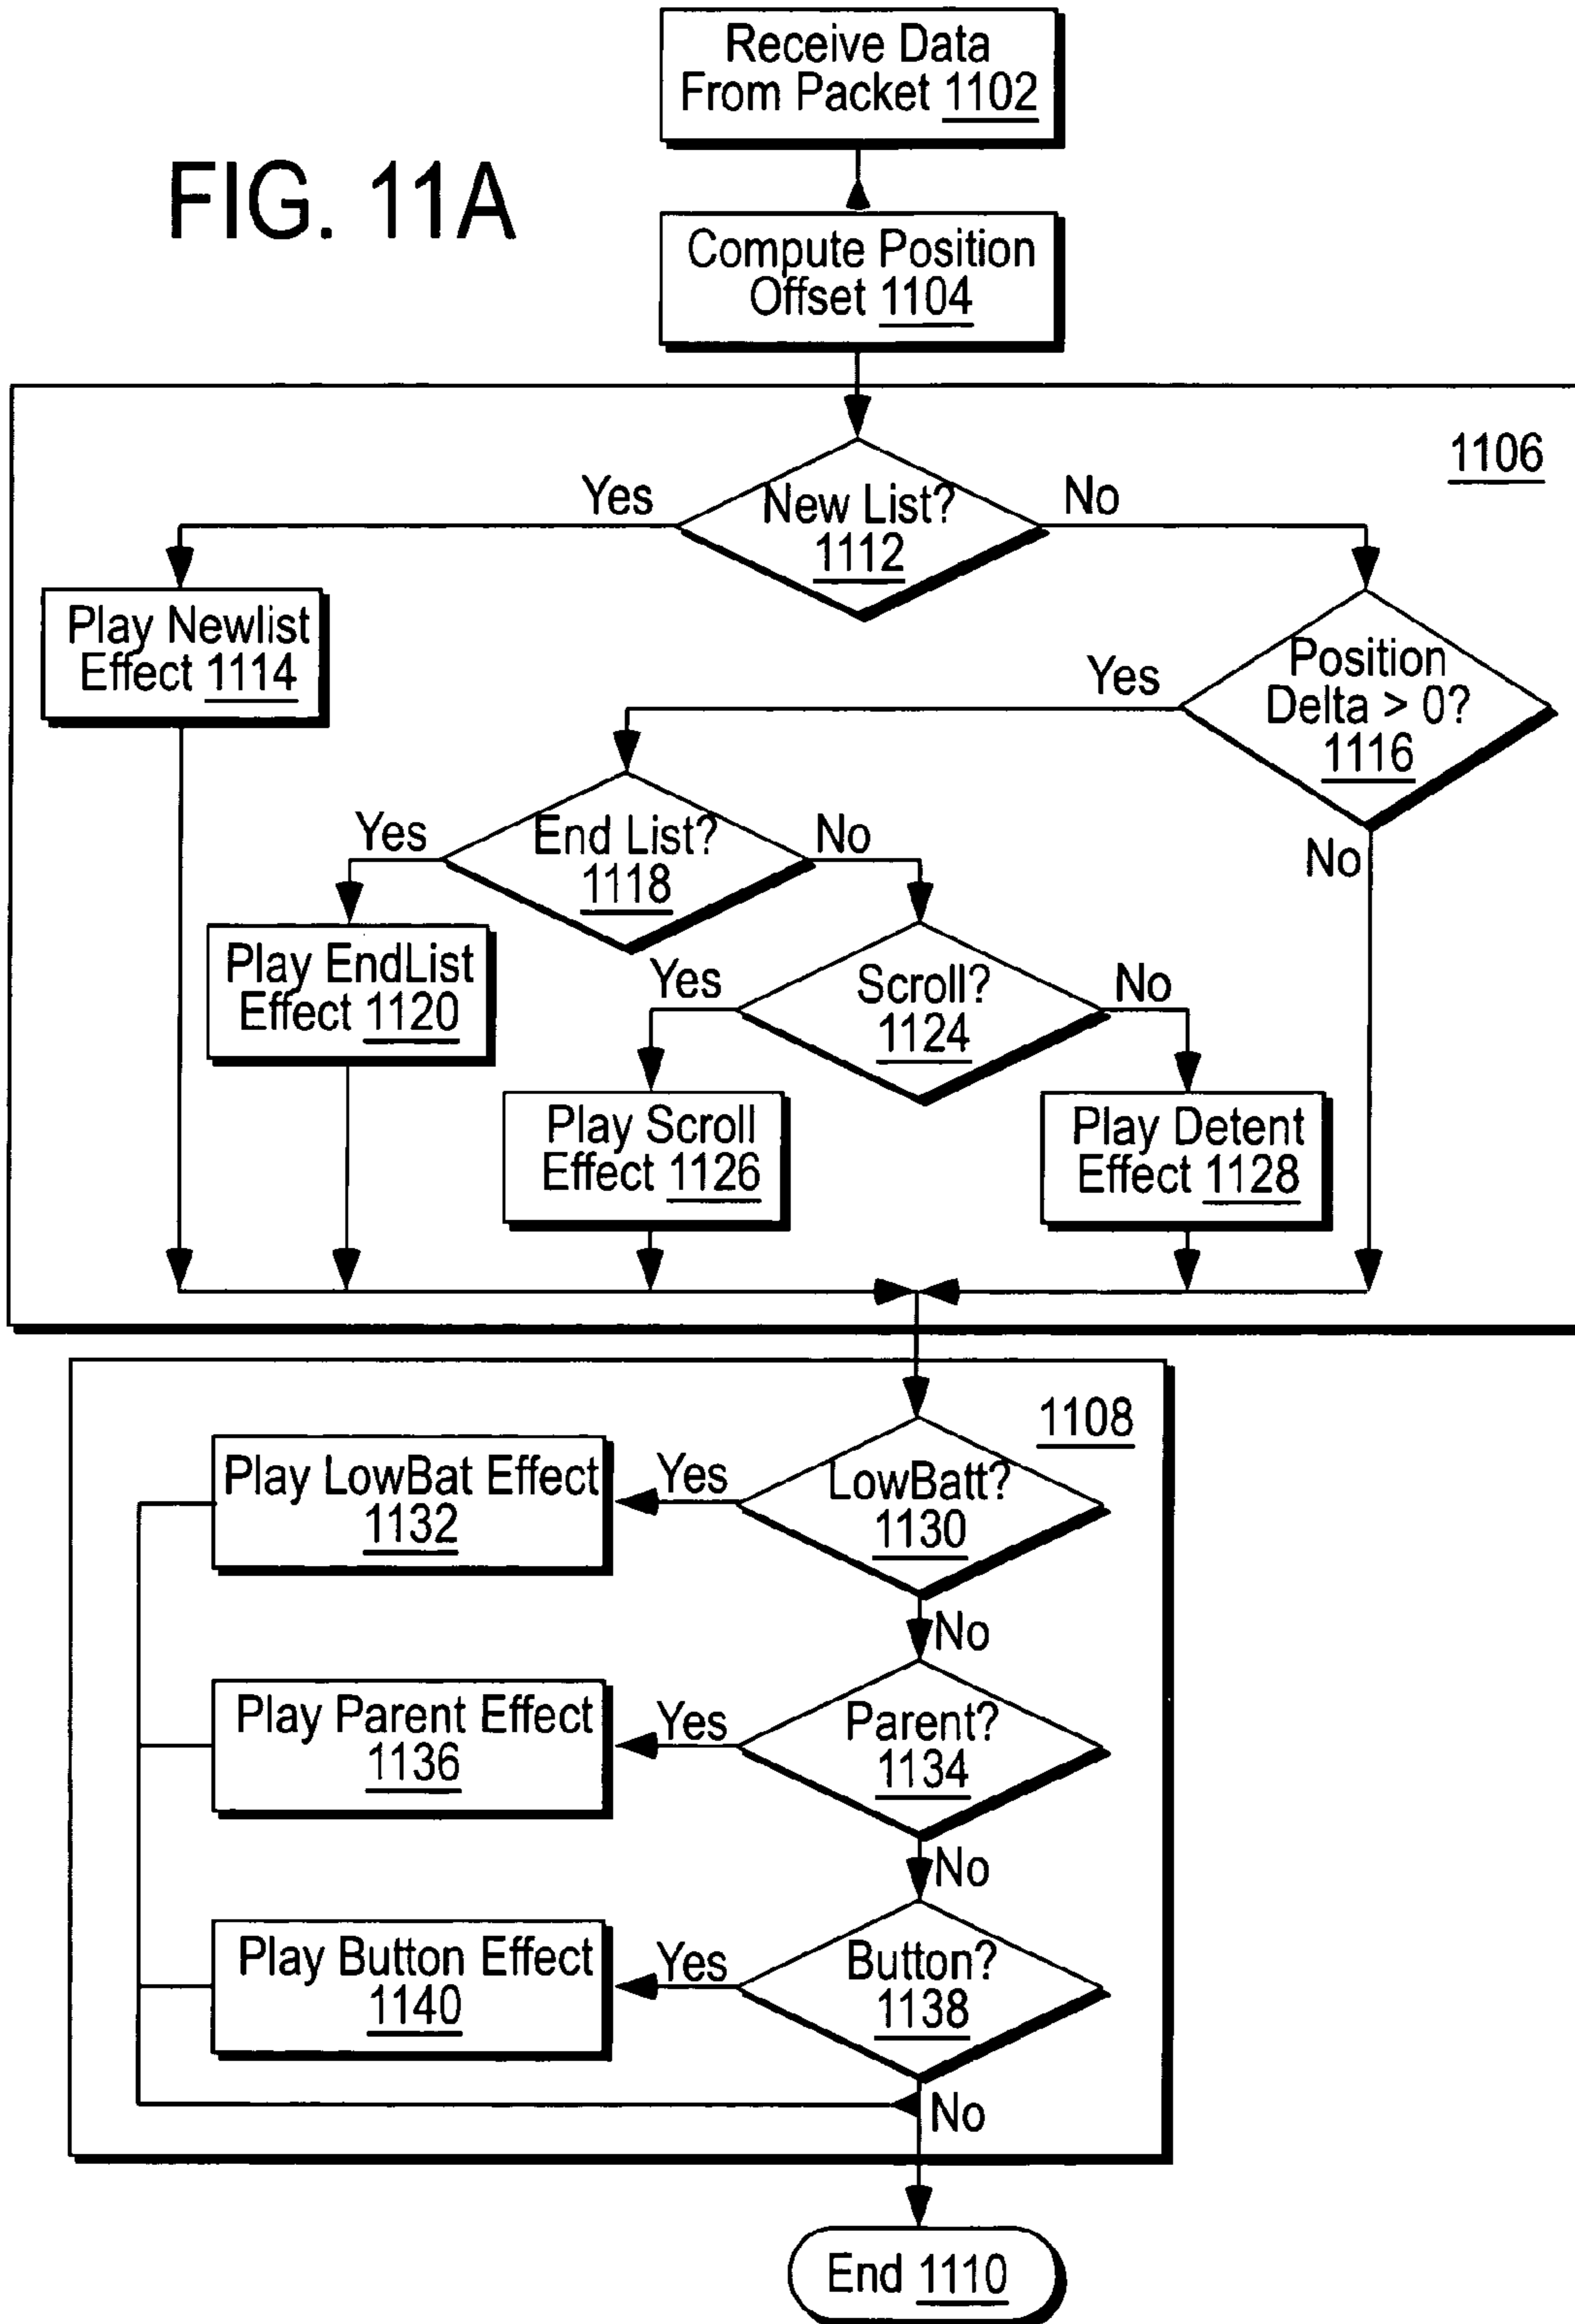 Receive Data
From Packet 1102
FIG. 11A
Compute Position
Offset 1104
1106
Yes
New List?
1112
No
Play Newlist
Effect 1114
Yes
Position
Delta > 0?
1116
No
Yes
End List?
1118
No
Play EndList
Effect 1120
Yes
Scroll?
1124
No
Play Scroll
Effect 1126
Play Detent
Effect 1128
1108
Play LowBat Effect
1132
Yes
LowBatt?
1130
No
Play Parent Effect
1136
Yes
Parent?
1134
No
Play Button Effect
1140
Yes
Button?
1138
No
End 1110